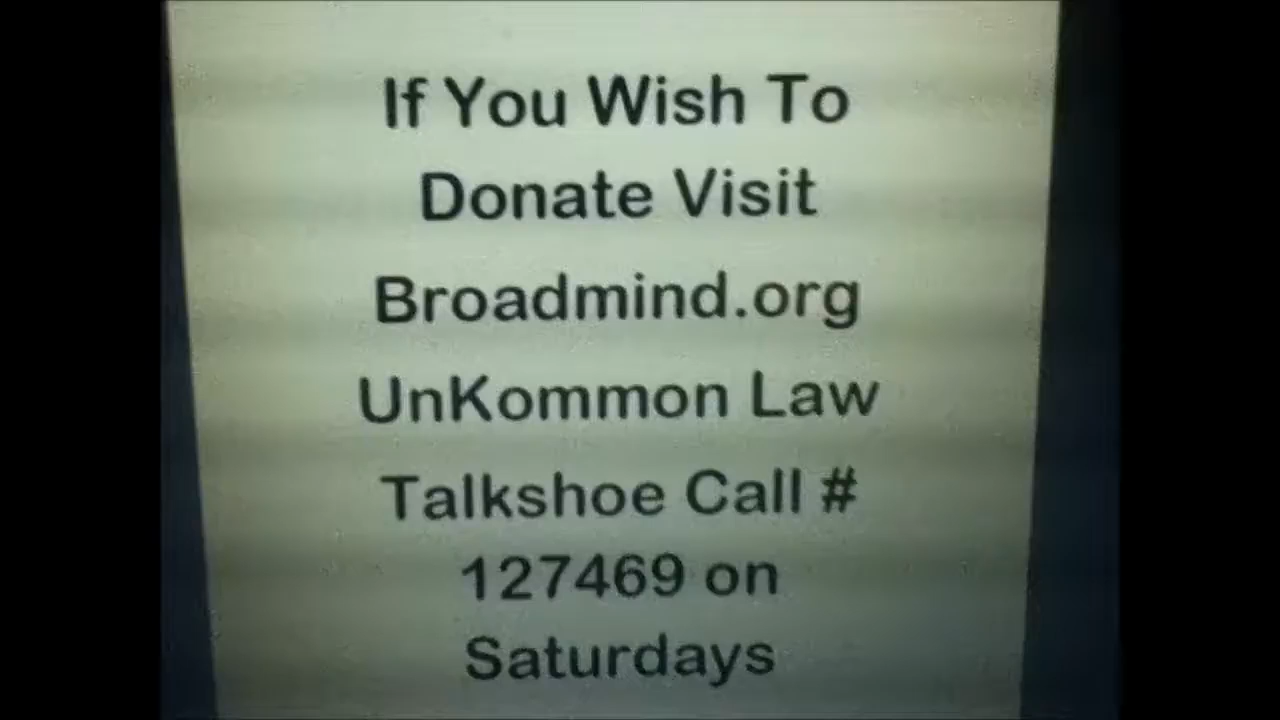 If You Wish To
Donate Visit
Broadmind.org
UnKommon Law
Talkshoe Call #
127469 on
Saturdays